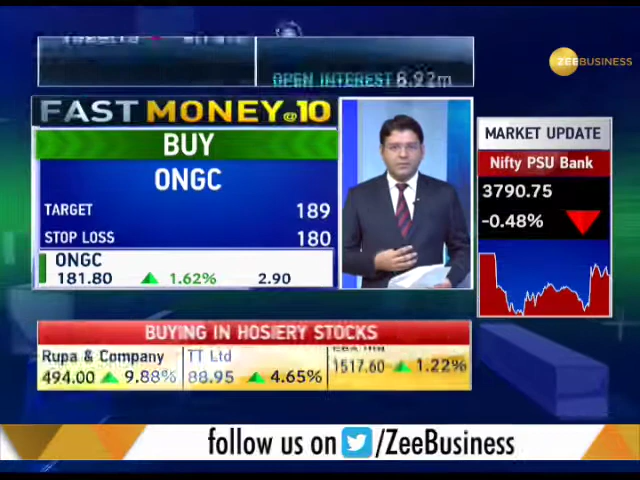 OPEN INTEREST 8.92m
ZEEBUSINESS
FAST MONEY@10
BUY
ONGC
TARGET 189
STOP LOSS 180
ONGC
181.80 1.62% 2.90
MARKET UPDATE
Nifty PSU Bank
3790.75
-0.48%
BUYING IN HOSIERY STOCKS
Rupa & Company
494.00 9.88%
TT Ltd
88.95 4.65%
1517.60 1.22%
follow us on /ZeeBusiness